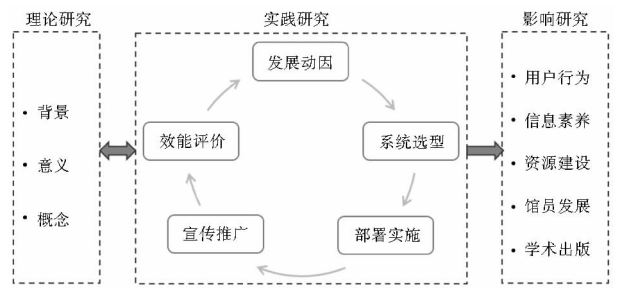 理论研究
实践研究
影响研究
• 背景
• 意义
• 概念
发展动因
系统选型
部署实施
宣传推广
效能评价
• 用户行为
• 信息素养
• 资源建设
• 馆员发展
• 学术出版